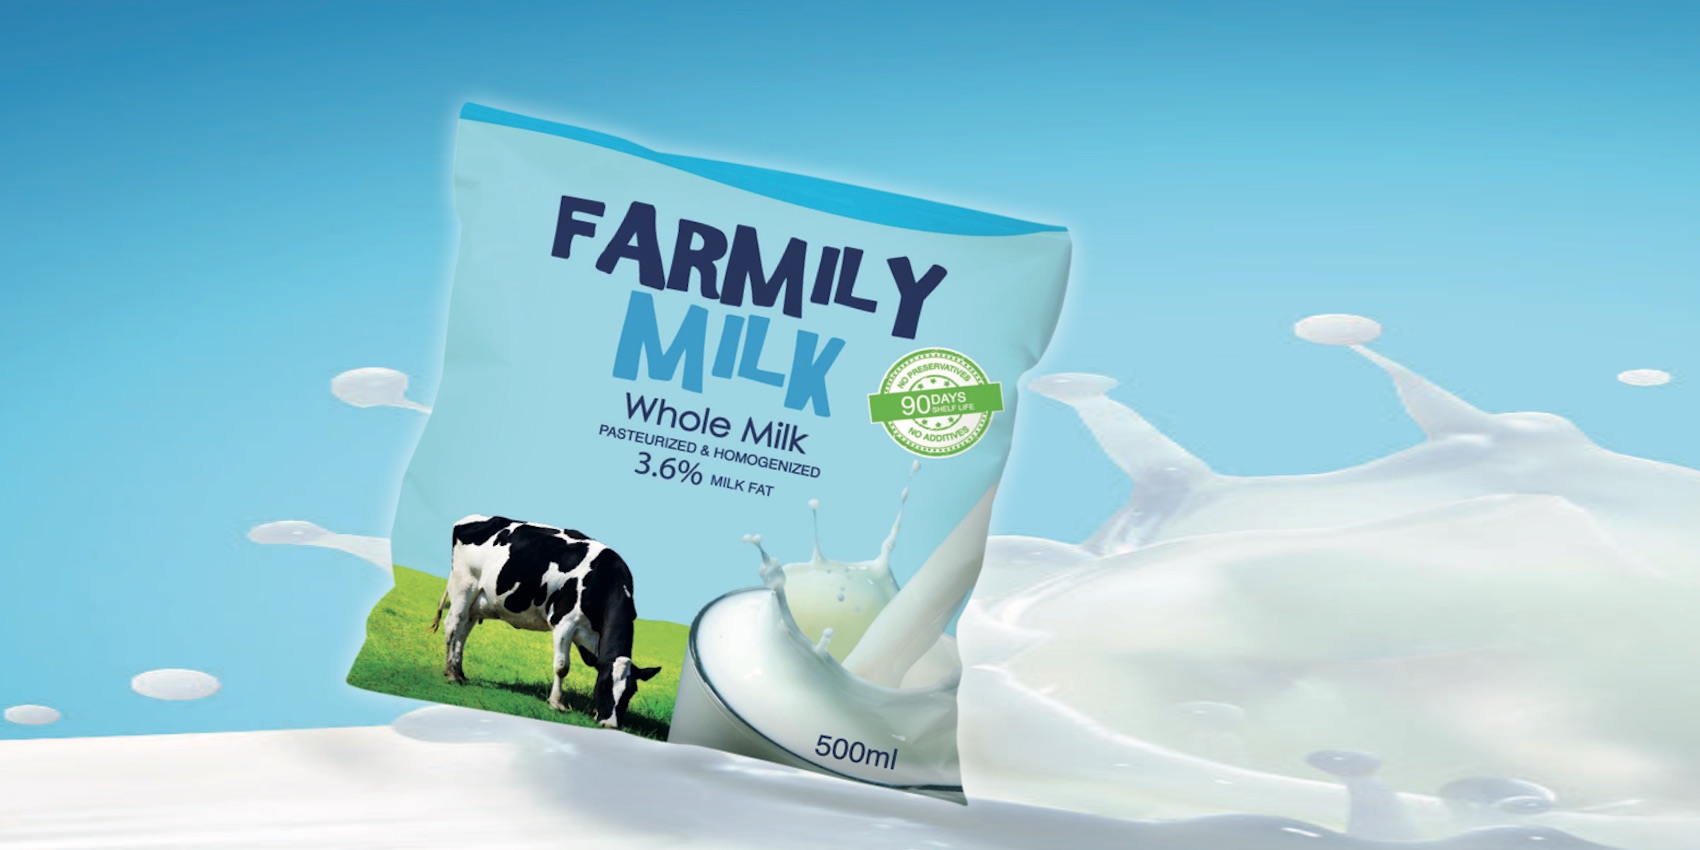 FARMILY
MILK
Whole Milk
PASTEURIZED & HOMOGENIZED
3.6% MILK FAT
NO PRESERVATIVES
90 DAYS
SHELF LIFE
NO ADDITIVES
500ml